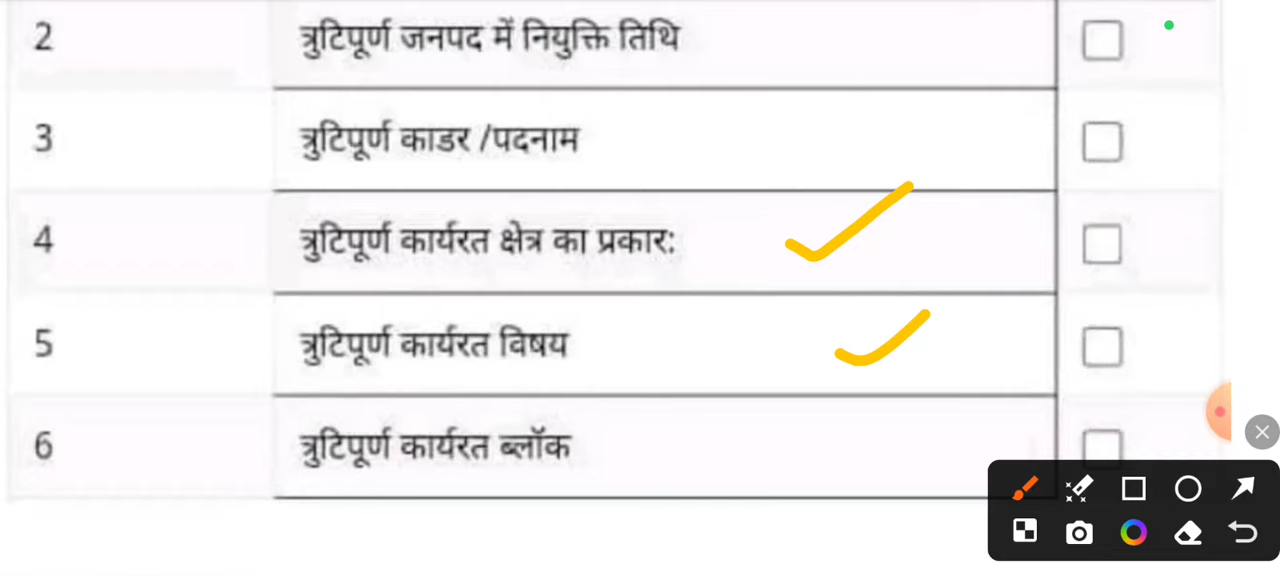 2 त्रुटिपूर्ण जनपद में नियुक्ति तिथि
3 त्रुटिपूर्ण काडर /पदनाम
4 त्रुटिपूर्ण कार्यरत क्षेत्र का प्रकार:
5 त्रुटिपूर्ण कार्यरत विषय
6 त्रुटिपूर्ण कार्यरत ब्लॉक